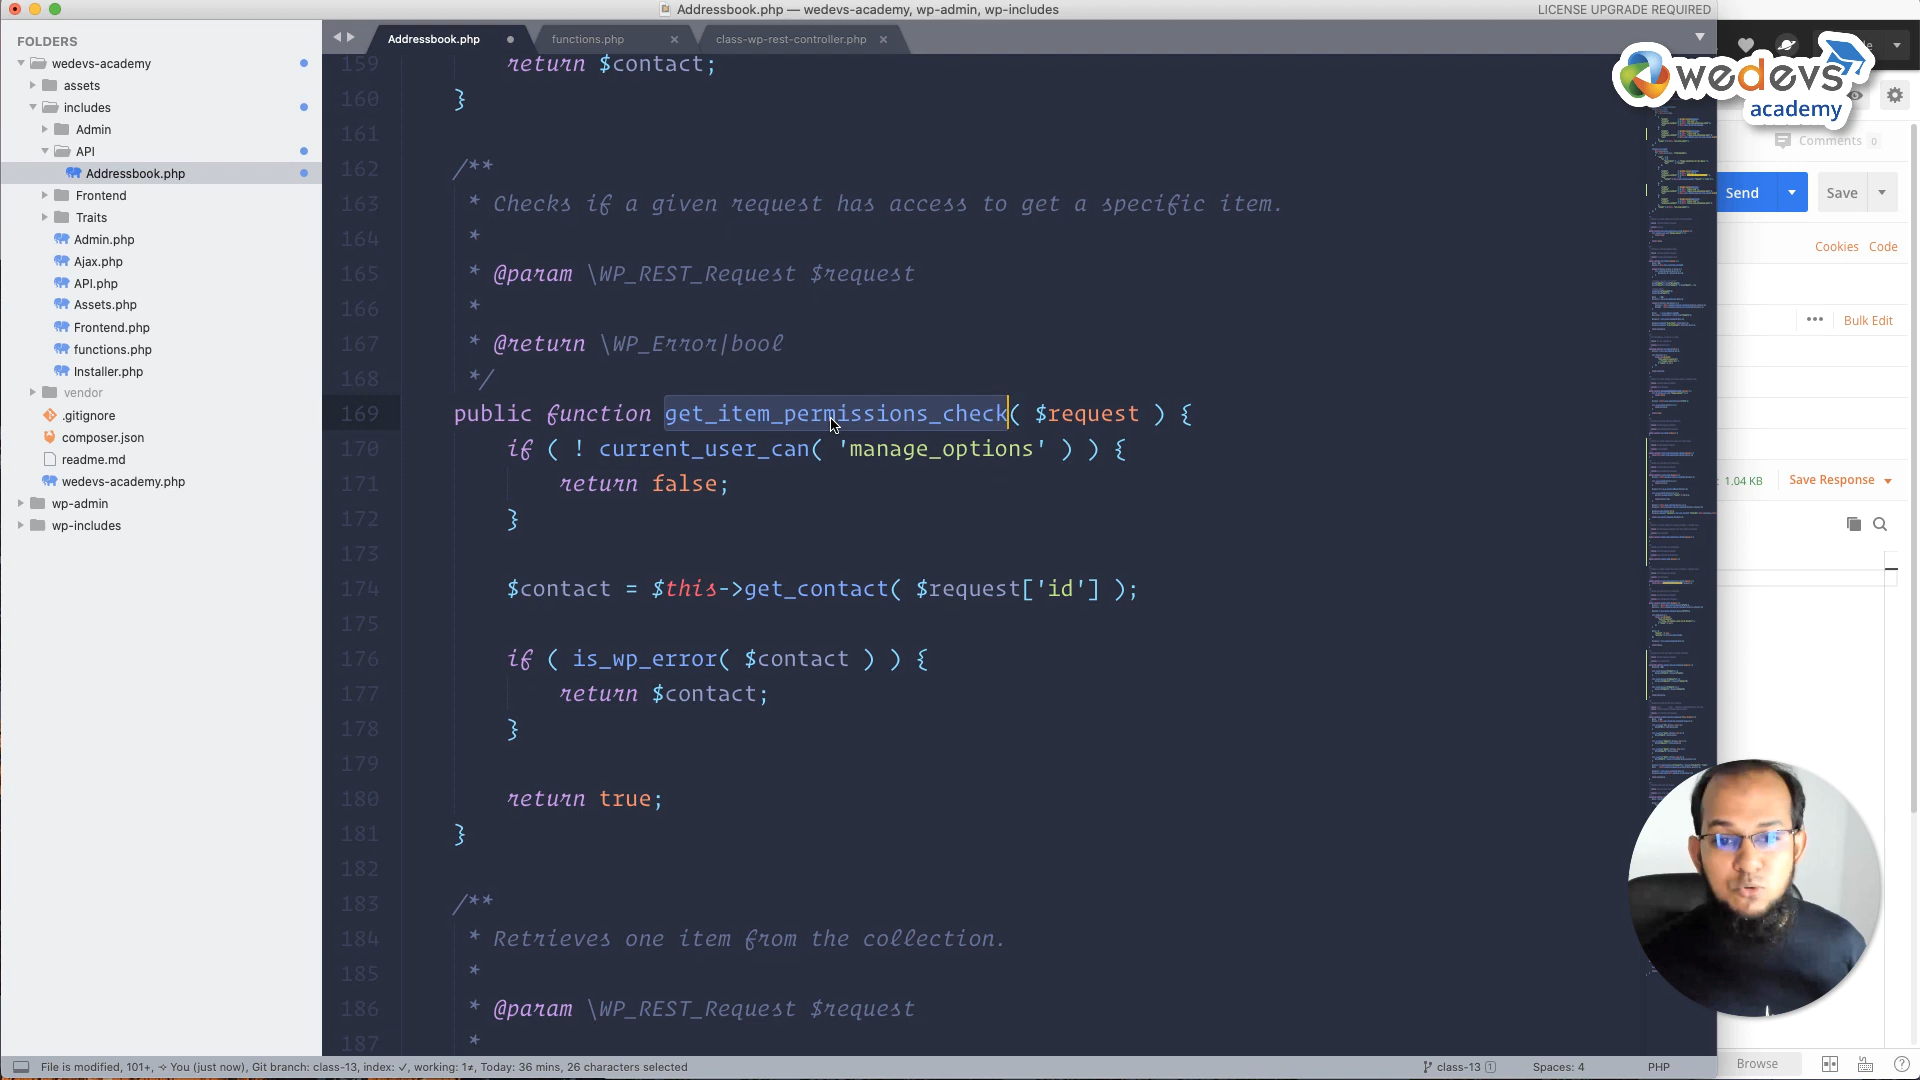 Addressbook.php — wedevs-academy, wp-admin, wp-includes
LICENSE UPGRADE REQUIRED
FOLDERS
wedevs-academy
assets
includes
Admin
API
Addressbook.php
Frontend
Traits
Admin.php
Ajax.php
API.php
Assets.php
Frontend.php
functions.php
Installer.php
vendor
.gitignore
composer.json
readme.md
wedevs-academy.php
wp-admin
wp-includes
Addressbook.php
functions.php
class-wp-rest-controller.php
159 return $contact;
160 }
161
162 /**
163 * Checks if a given request has access to get a specific item.
164 *
165 * @param \WP_REST_Request $request
166 *
167 * @return \WP_Error|bool
168 */
169 public function get_item_permissions_check( $request ) {
170 if ( ! current_user_can( 'manage_options' ) ) {
171 return false;
172 }
173
174 $contact = $this->get_contact( $request['id'] );
175
176 if ( is_wp_error( $contact ) ) {
177 return $contact;
178 }
179
180 return true;
181 }
182
183 /**
184 * Retrieves one item from the collection.
185 *
186 * @param \WP_REST_Request $request
187 *
wedevs
academy
Comments 0
Send
Save
Cookies Code
Bulk Edit
1.04 KB
Save Response
Browse
File is modified, 101+, You (just now), Git branch: class-13, index: ✓, working: 1≠, Today: 36 mins, 26 characters selected
class-13 1
Spaces: 4
PHP